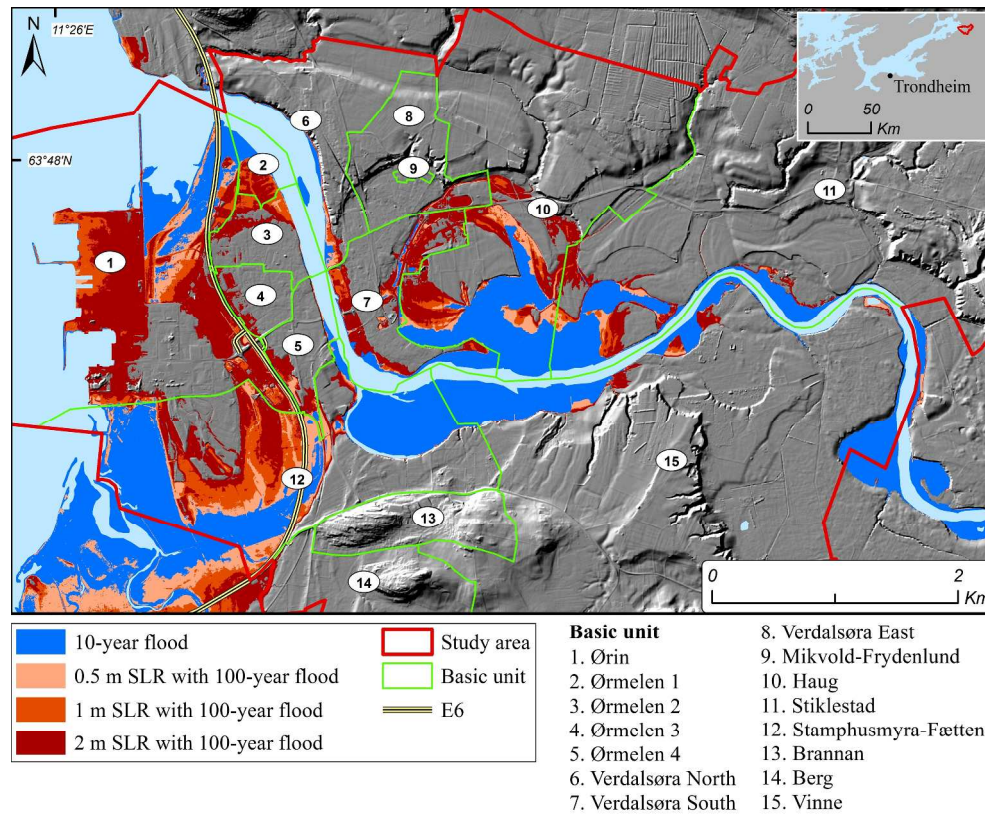 N
11°26'E
63°48'N
Trondheim
0 50
Km
1
2
3
4
5
6
7
8
9
10
11
12
13
14
15
0 2
Km
10-year flood
0.5 m SLR with 100-year flood
1 m SLR with 100-year flood
2 m SLR with 100-year flood
Study area
Basic unit
E6
Basic unit
1. Ørin
2. Ørmelen 1
3. Ørmelen 2
4. Ørmelen 3
5. Ørmelen 4
6. Verdalsøra North
7. Verdalsøra South
8. Verdalsøra East
9. Mikvold-Frydenlund
10. Haug
11. Stiklestad
12. Stamphusmyra-Fætten
13. Brannan
14. Berg
15. Vinne